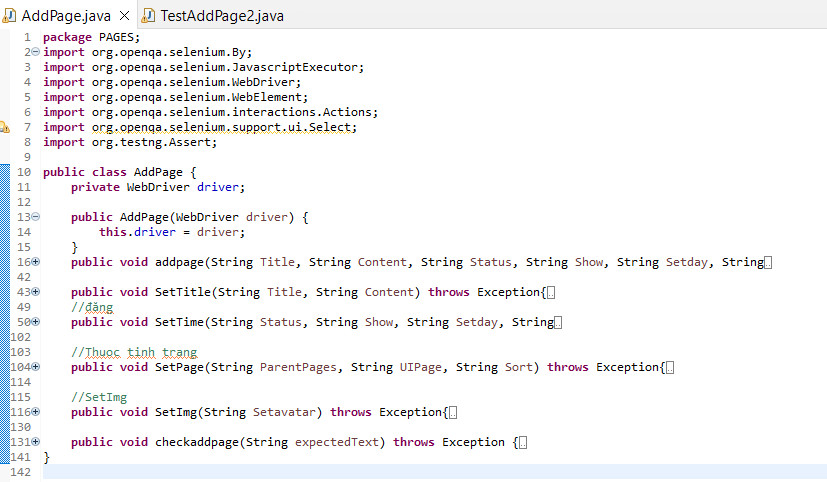 AddPage.java TestAddPage2.java
1 package PAGES;
2 import org.openqa.selenium.By;
3 import org.openqa.selenium.JavascriptExecutor;
4 import org.openqa.selenium.WebDriver;
5 import org.openqa.selenium.WebElement;
6 import org.openqa.selenium.interactions.Actions;
7 import org.openqa.selenium.support.ui.Select;
8 import org.testng.Assert;
9
10 public class AddPage {
11 private WebDriver driver;
12
13 public AddPage(WebDriver driver) {
14 this.driver = driver;
15 }
16 public void addpage(String Title, String Content, String Status, String Show, String Setday, String
42
43 public void SetTitle(String Title, String Content) throws Exception{
49 //đăng
50 public void SetTime(String Status, String Show, String Setday, String
102
103 //Thuoc tinh trang
104 public void SetPage(String ParentPages, String UIPage, String Sort) throws Exception{
114
115 //SetImg
116 public void SetImg(String Setavatar) throws Exception{
130
131 public void checkaddpage(String expectedText) throws Exception {
141 }
142